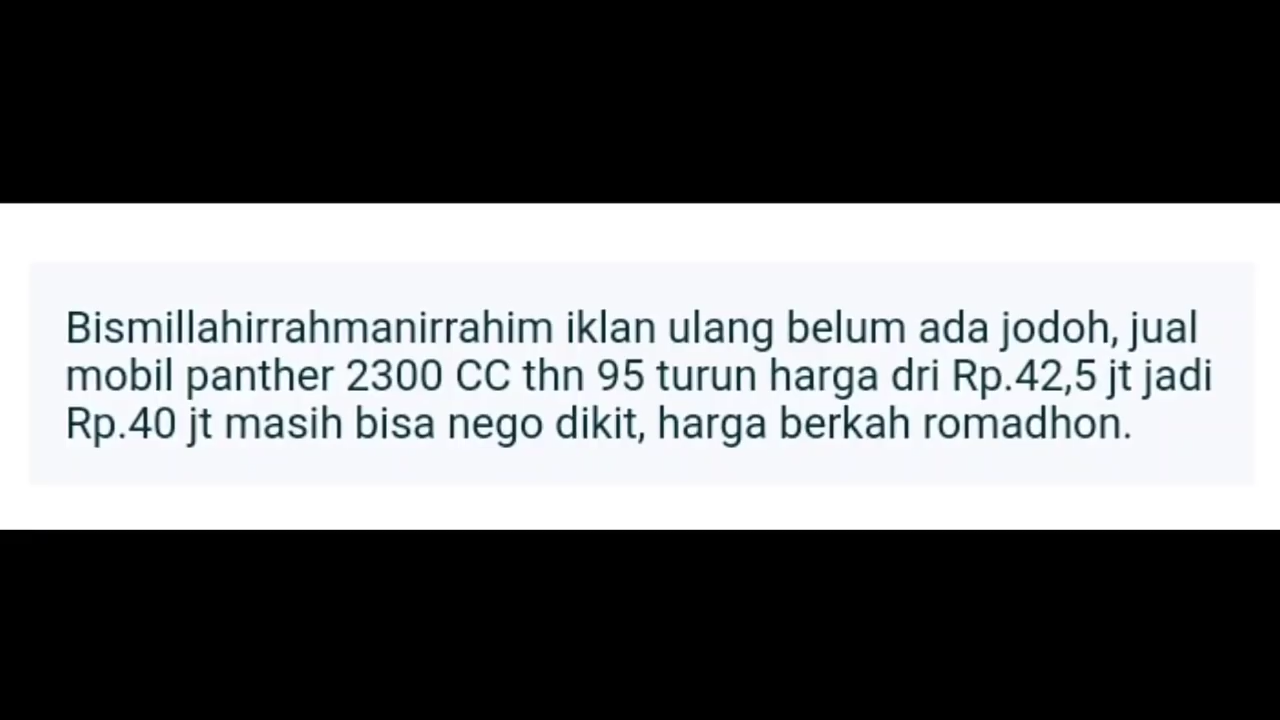 Bismillahirrahmanirrahim iklan ulang belum ada jodoh, jual
mobil panther 2300 CC thn 95 turun harga dri Rp.42,5 jt jadi
Rp.40 jt masih bisa nego dikit, harga berkah romadhon.